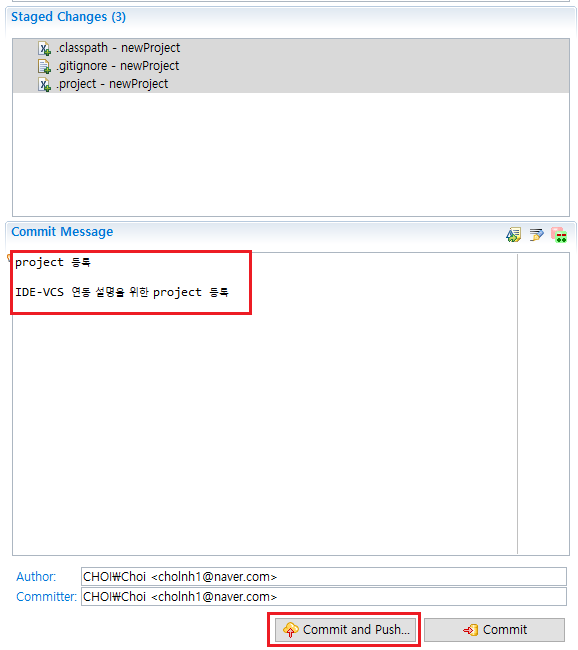 Staged Changes (3)
.classpath - newProject
.gitignore - newProject
.project - newProject
Commit Message
project 등록
IDE-VCS 연동 설명을 위한 project 등록
Author: CHOI₩Choi <cholnh1@naver.com>
Committer: CHOI₩Choi <cholnh1@naver.com>
Commit and Push...
Commit